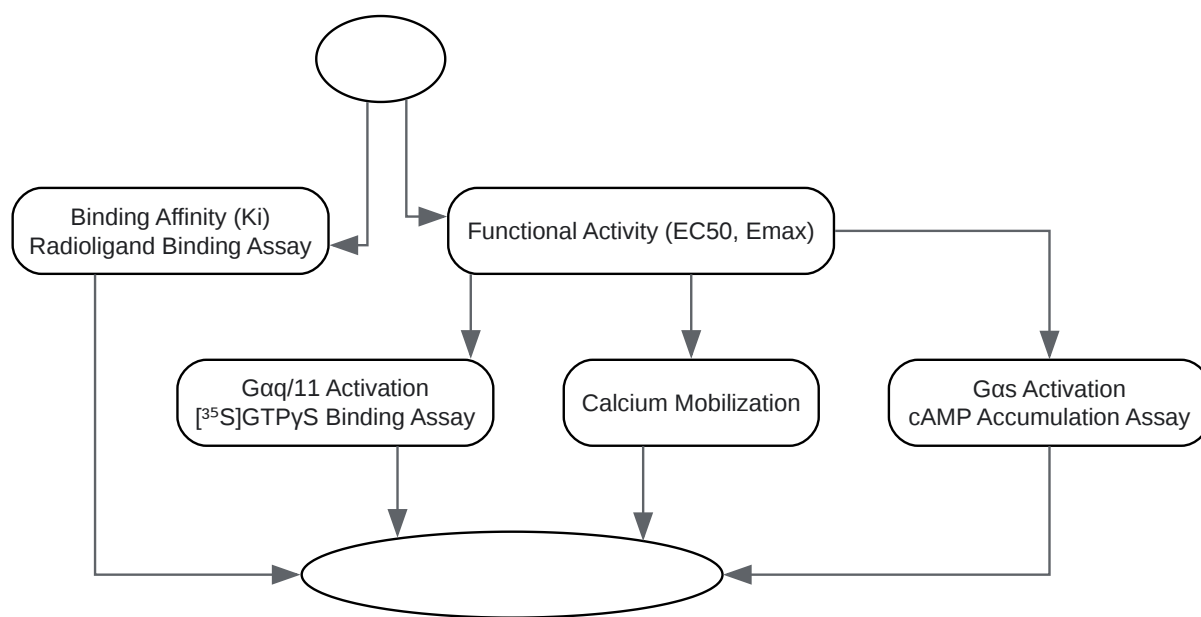 Binding Affinity (Ki)
Radioligand Binding Assay
Functional Activity (EC50, Emax)
Gαq/11 Activation
[³⁵S]GTPγS Binding Assay
Calcium Mobilization
Gαs Activation
cAMP Accumulation Assay